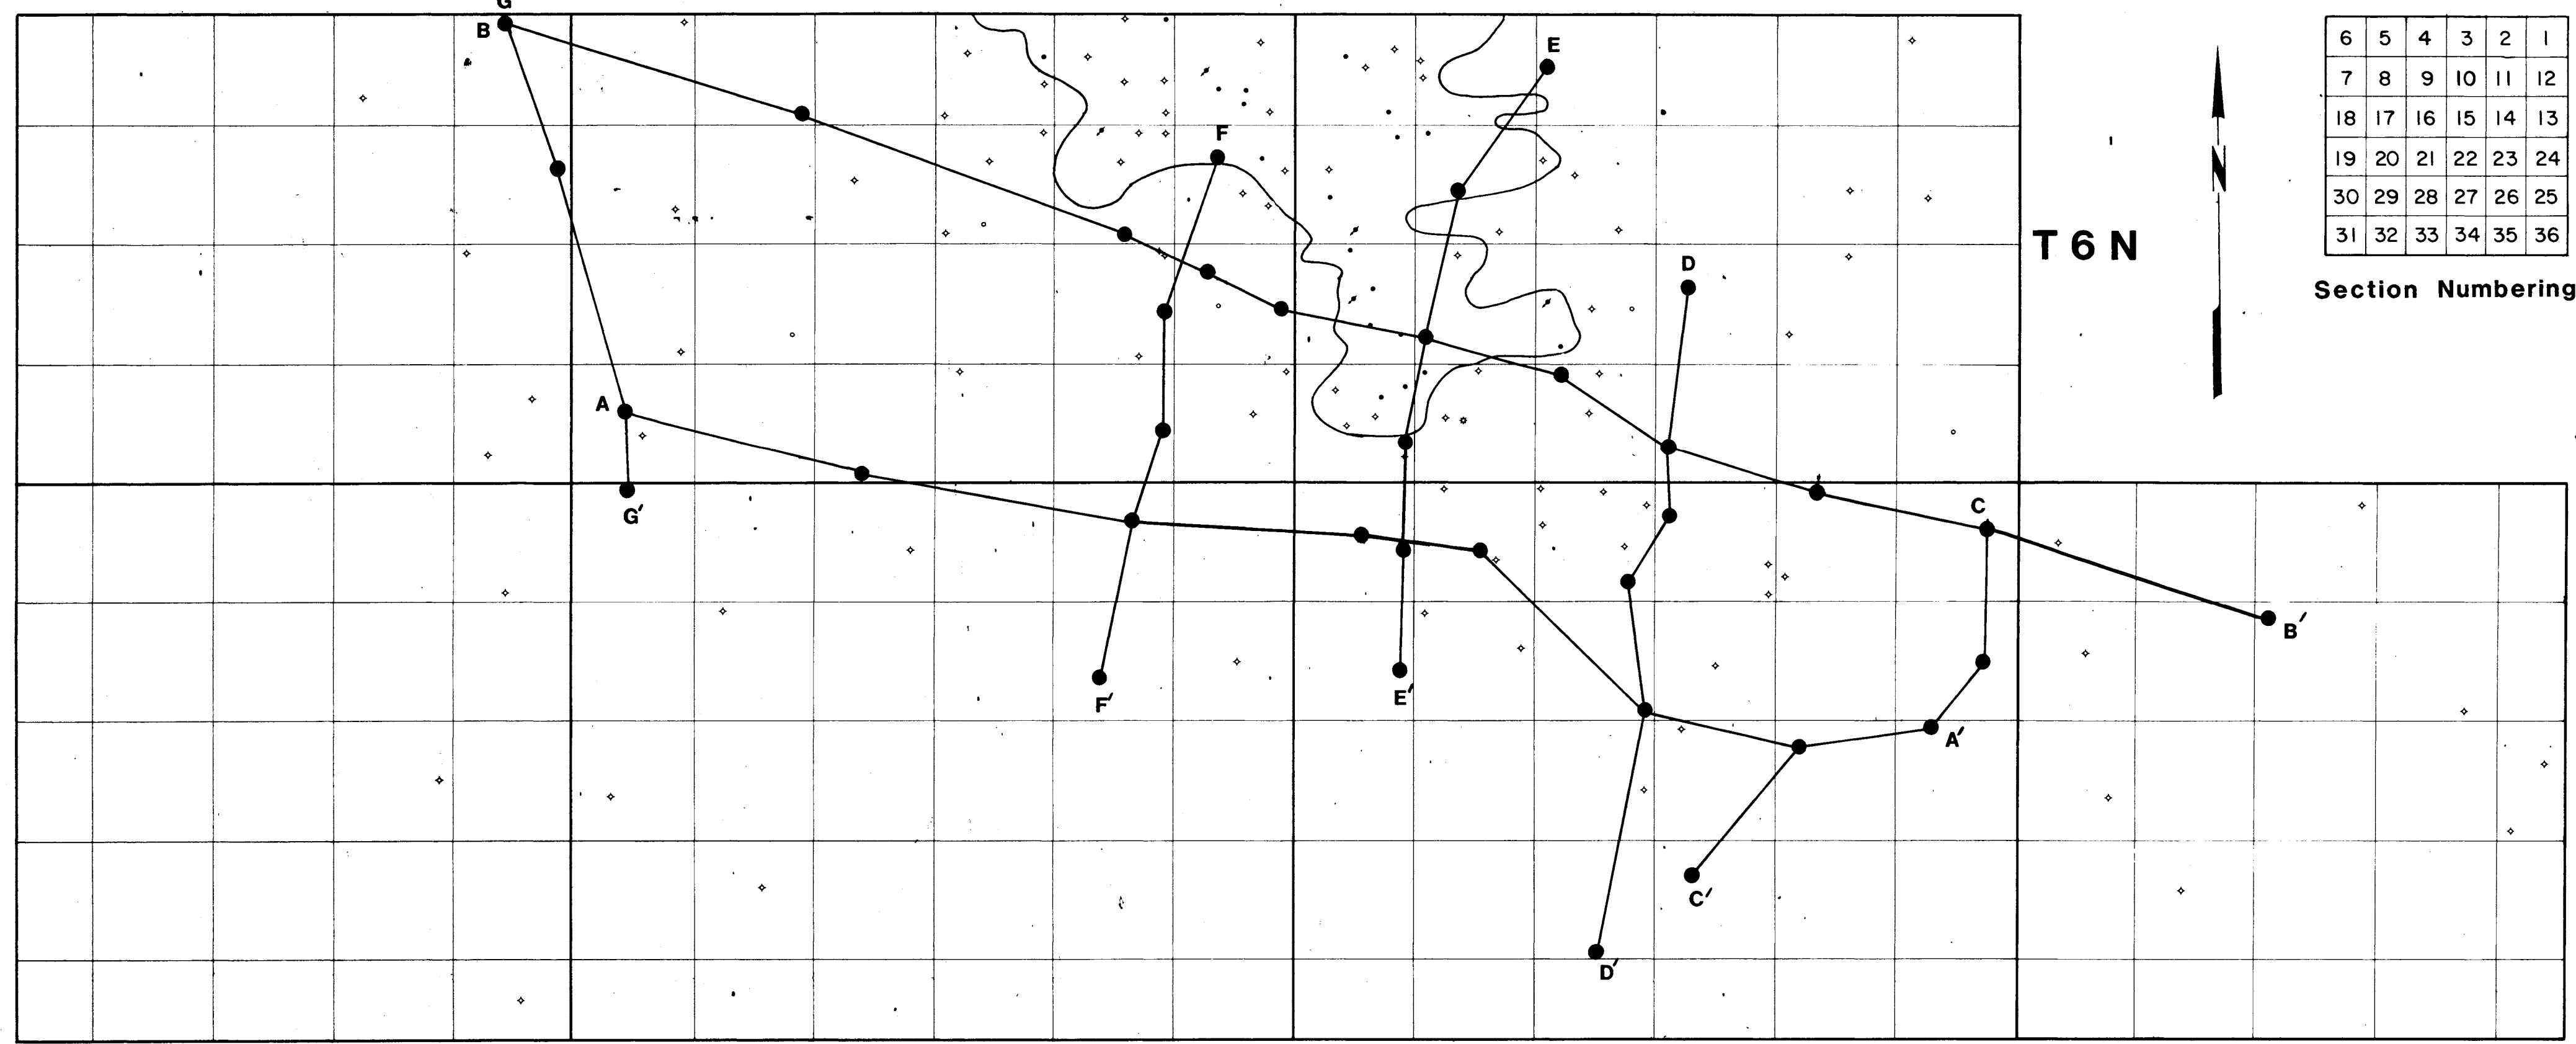 G
B
E
F
D
A
G′
C
B′
F′
E′
A′
C′
D′
N
T 6 N
6 5 4 3 2 1
7 8 9 10 11 12
18 17 16 15 14 13
19 20 21 22 23 24
30 29 28 27 26 25
31 32 33 34 35 36
Section Numbering